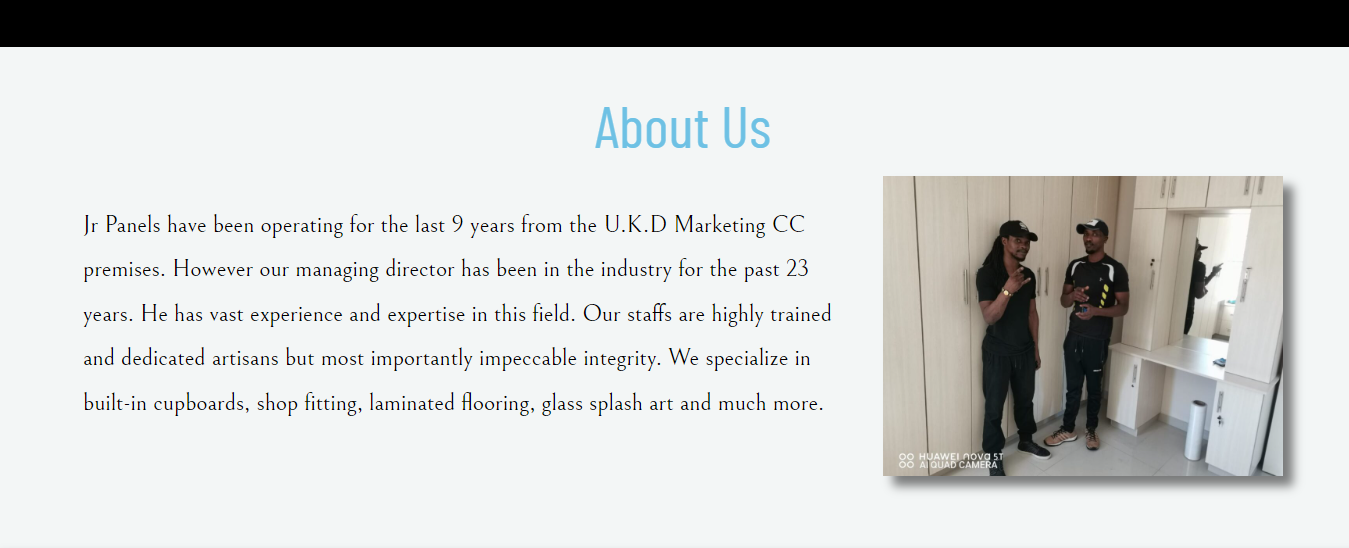 About Us
Jr Panels have been operating for the last 9 years from the U.K.D Marketing CC
premises. However our managing director has been in the industry for the past 23
years. He has vast experience and expertise in this field. Our staffs are highly trained
and dedicated artisans but most importantly impeccable integrity. We specialize in
built-in cupboards, shop fitting, laminated flooring, glass splash art and much more.
HUAWEI nova 5T
AI QUAD CAMERA